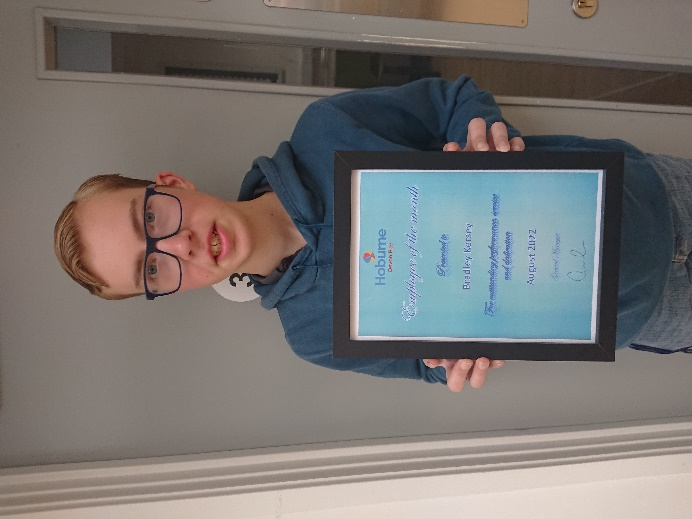 Hoburne
Employee of the month
Presented to
Bradley Kersey
For outstanding performance, service
and dedication
August 2022
General Manager
3